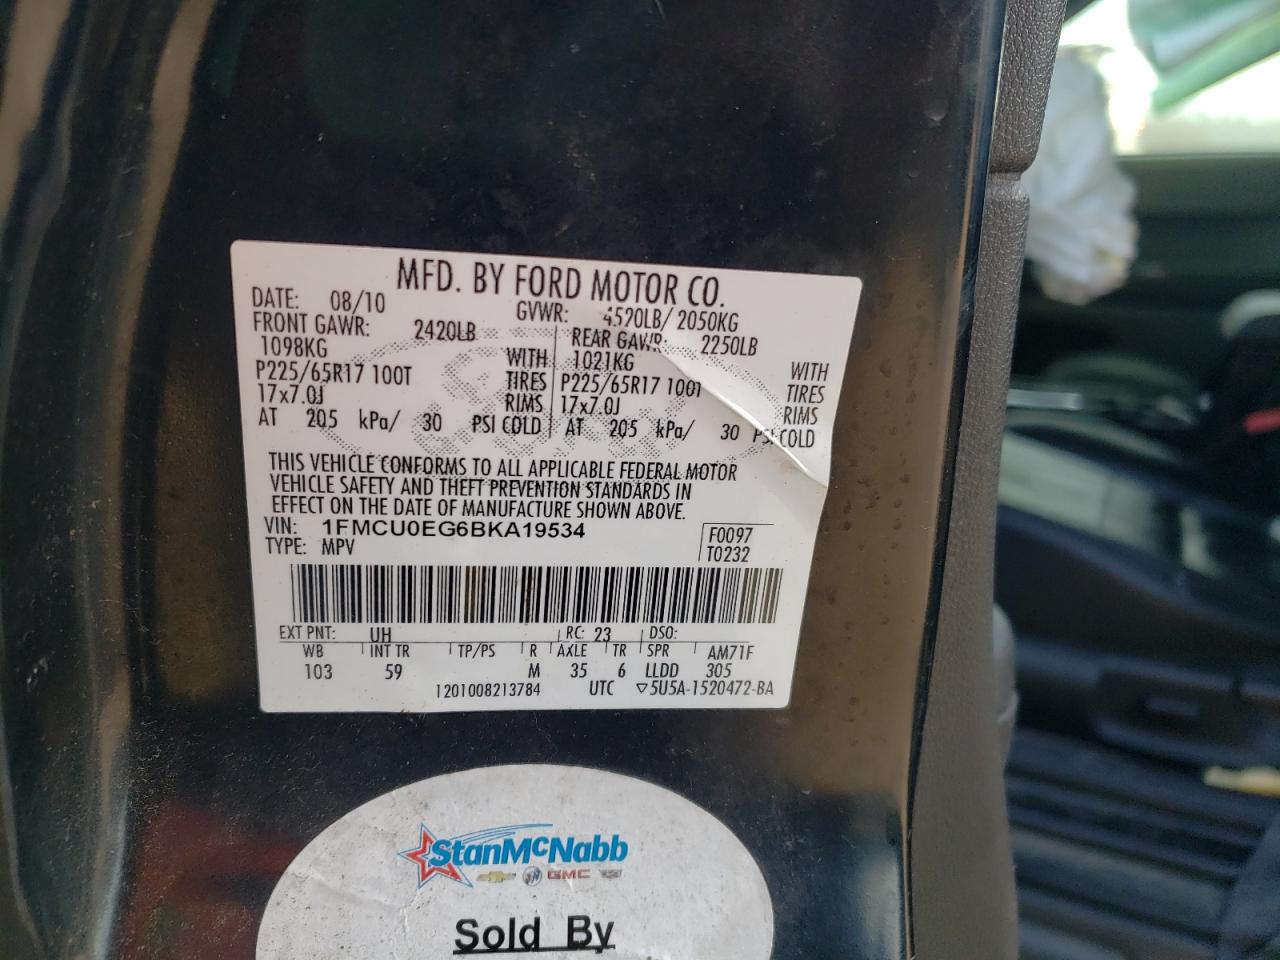 MFD. BY FORD MOTOR CO.
DATE: 08/10 GVWR: 4520LB/ 2050KG
FRONT GAWR: 2420LB REAR GAWR: 2250LB
1098KG WITH 1021KG WITH
P225/65R17 100T TIRES P225/65R17 100T TIRES
17x7.0J RIMS 17x7.0J RIMS
AT 205 kPa/ 30 PSI COLD AT 205 kPa/ 30 PSI COLD
THIS VEHICLE CONFORMS TO ALL APPLICABLE FEDERAL MOTOR
VEHICLE SAFETY AND THEFT PREVENTION STANDARDS IN
EFFECT ON THE DATE OF MANUFACTURE SHOWN ABOVE.
VIN: 1FMCU0EG6BKA19534 F0097
TYPE: MPV T0232
EXT PNT: UH RC: 23 DSO:
WB INT TR TP/PS R AXLE TR SPR AM71F
103 59 M 35 6 LLDD 305
1201008213784 UTC ▽5U5A-1520472-BA
StanMcNabb
GMC
Sold By